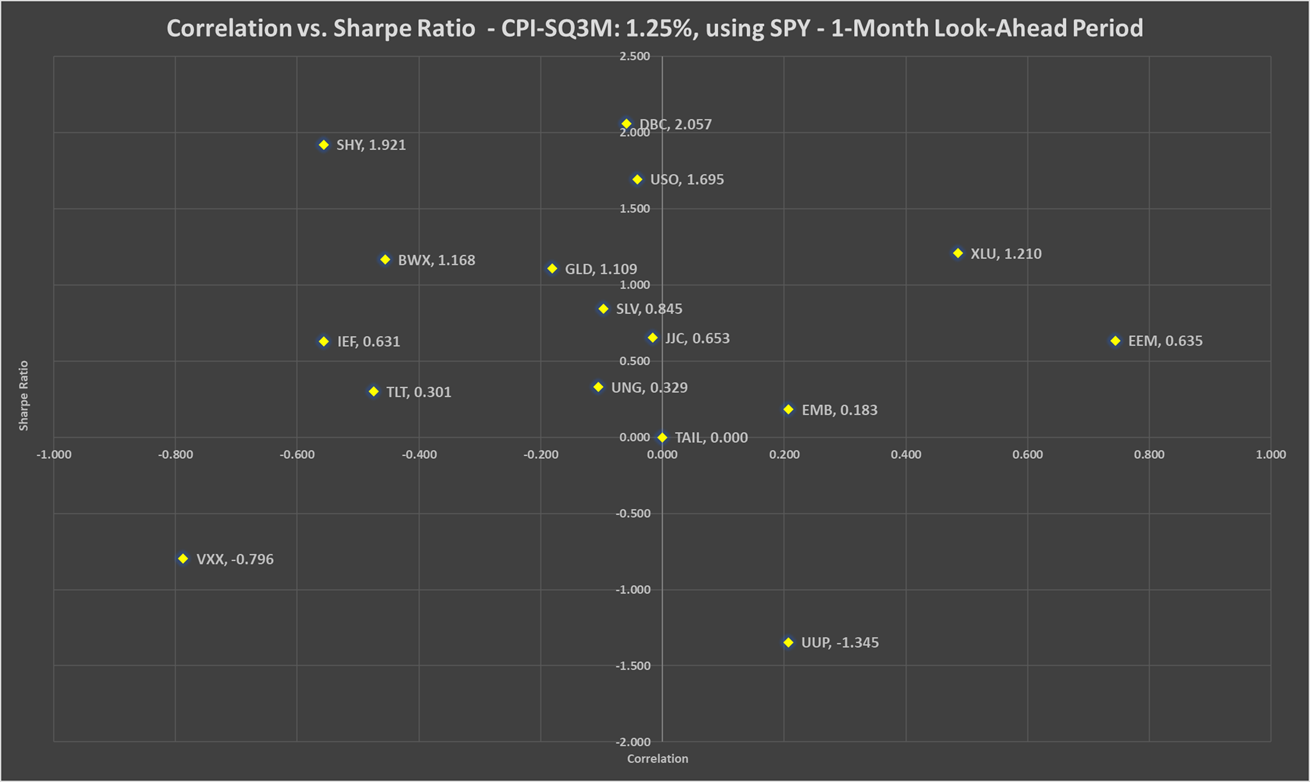 Correlation vs. Sharpe Ratio - CPI-SQ3M: 1.25%, using SPY - 1-Month Look-Ahead Period
2.500
DBC, 2.057
2.000
SHY, 1.921
USO, 1.695
1.500
XLU, 1.210
BWX, 1.168
GLD, 1.109
1.000
SLV, 0.845
JJC, 0.653
EEM, 0.635
IEF, 0.631
0.500
UNG, 0.329
TLT, 0.301
EMB, 0.183
Sharpe Ratio
0.000
TAIL, 0.000
-1.000 -0.800 -0.600 -0.400 -0.200 0.000 0.200 0.400 0.600 0.800 1.000
-0.500
VXX, -0.796
-1.000
UUP, -1.345
-1.500
-2.000
Correlation